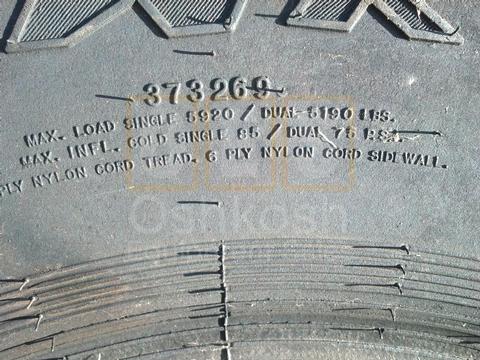 373269
MAX. LOAD SINGLE 5920 / DUAL 5190 LBS.
MAX. INFL. COLD SINGLE 85 / DUAL 75 P.S.I.
PLY NYLON CORD TREAD. 6 PLY NYLON CORD SIDEWALL.
Oshkosh
Equipment